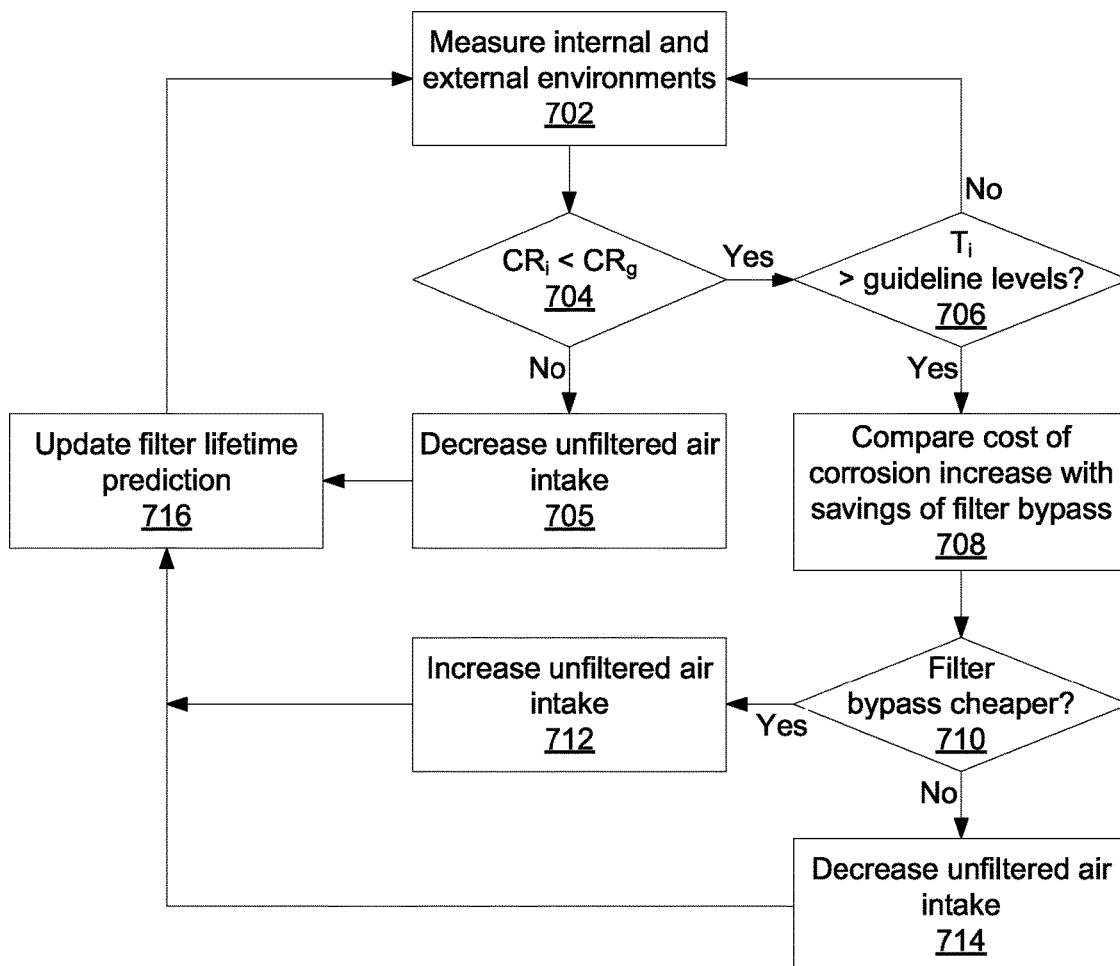 Measure internal and
external environments
702
No
CRi < CRg
704
Yes
Ti
> guideline levels?
706
No
Yes
Update filter lifetime
prediction
716
Decrease unfiltered air
intake
705
Compare cost of
corrosion increase with
savings of filter bypass
708
Increase unfiltered air
intake
712
Yes
Filter
bypass cheaper?
710
No
Decrease unfiltered air
intake
714